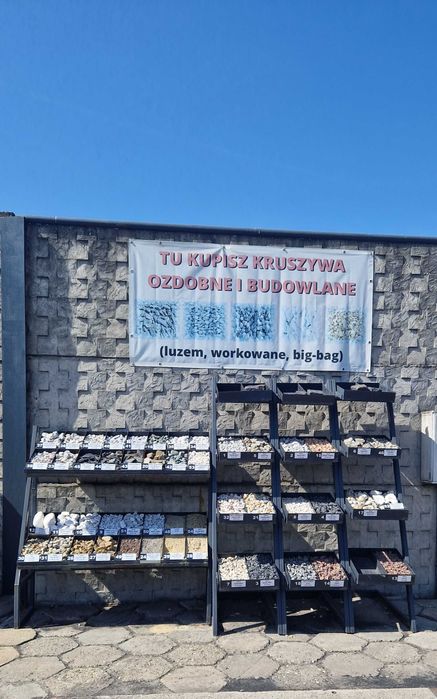 TU KUPISZ KRUSZYWA
OZDOBNE I BUDOWLANE
(luzem, workowane, big-bag)